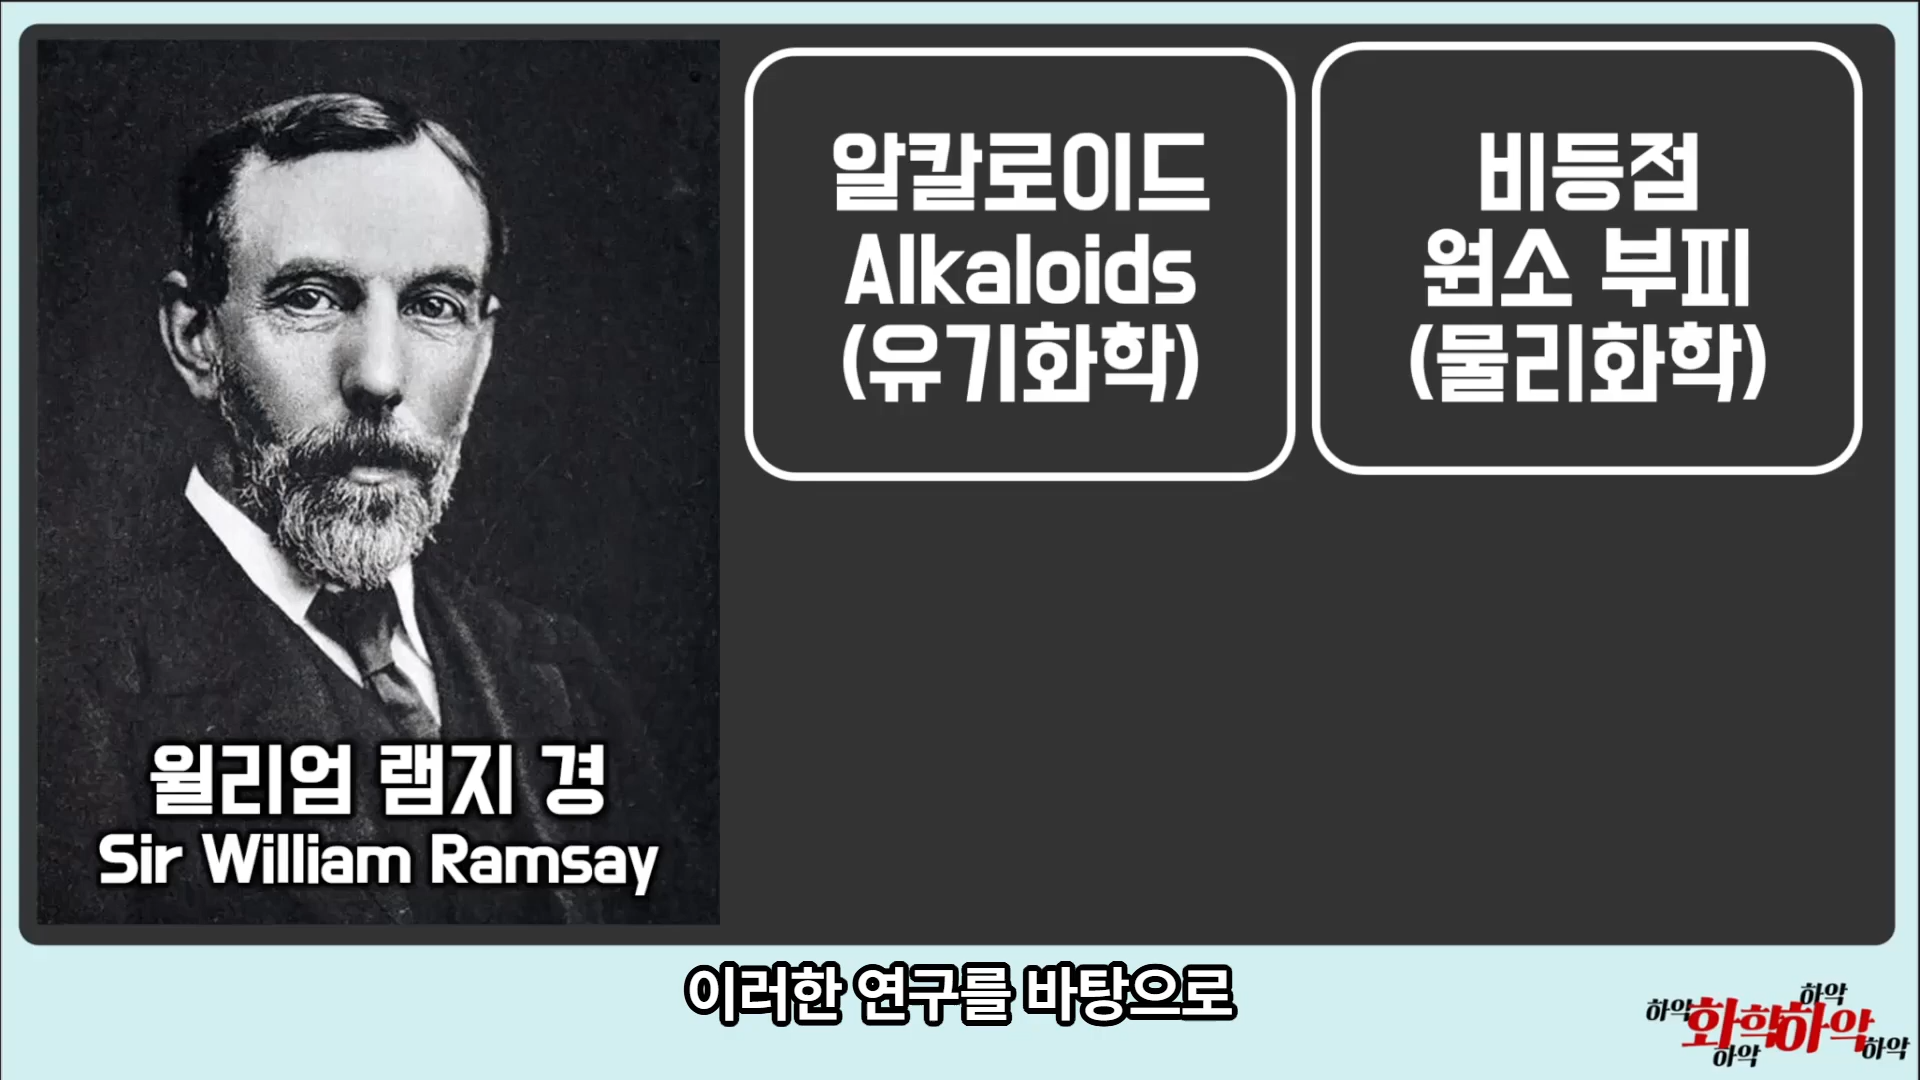 알칼로이드
Alkaloids
(유기화학)
비등점
원소 부피
(물리화학)
윌리엄 램지 경
Sir William Ramsay
이러한 연구를 바탕으로
하악
하악
화학하악
하악
하악